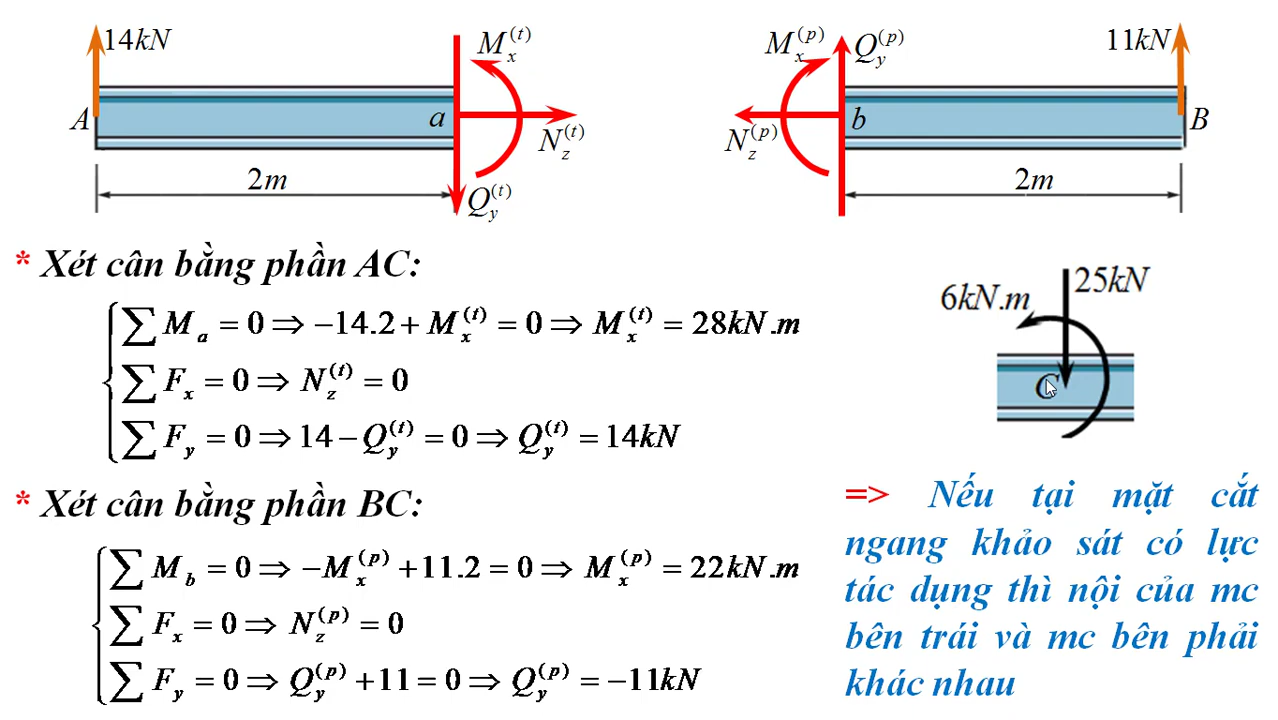 14kN
M_x^(t)
A
a
N_z^(t)
2m
Q_y^(t)
M_x^(p)
Q_y^(p)
11kN
N_z^(p)
b
B
2m
* Xét cân bằng phần AC:
∑ M_a = 0 ⇒ −14.2 + M_x^(t) = 0 ⇒ M_x^(t) = 28kN.m
∑ F_x = 0 ⇒ N_z^(t) = 0
∑ F_y = 0 ⇒ 14 − Q_y^(t) = 0 ⇒ Q_y^(t) = 14kN
* Xét cân bằng phần BC:
∑ M_b = 0 ⇒ −M_x^(p) + 11.2 = 0 ⇒ M_x^(p) = 22kN.m
∑ F_x = 0 ⇒ N_z^(p) = 0
∑ F_y = 0 ⇒ Q_y^(p) + 11 = 0 ⇒ Q_y^(p) = −11kN
25kN
6kN.m
C
=> Nếu tại mặt cắt
ngang khảo sát có lực
tác dụng thì nội của mc
bên trái và mc bên phải
khác nhau